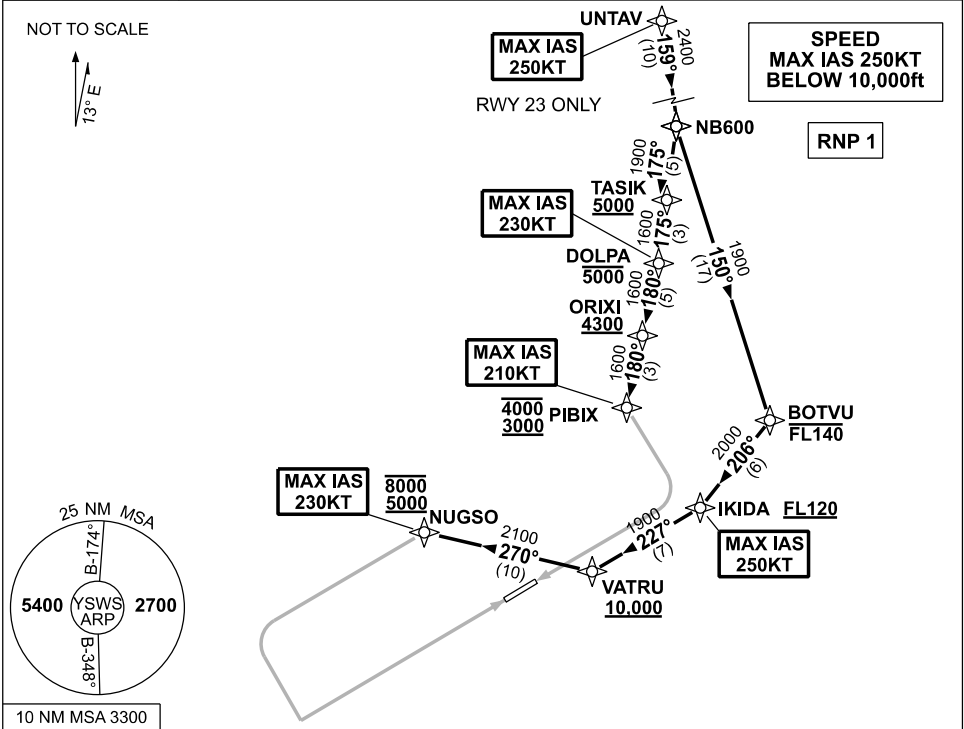 NOT TO SCALE
13° E
UNTAV
MAX IAS
250KT
2400
159°
(10)
SPEED
MAX IAS 250KT
BELOW 10,000ft
RWY 23 ONLY
NB600
RNP 1
1900
175°
(5)
TASIK
5000
MAX IAS
230KT
1600
175°
(3)
DOLPA
5000
1900
150°
(17)
1600
180°
(5)
ORIXI
4300
MAX IAS
210KT
1600
180°
(3)
4000
3000 PIBIX
BOTVU
FL140
2000
206°
(6)
MAX IAS
230KT
8000
5000
NUGSO
IKIDA FL120
MAX IAS
250KT
1900
227°
(7)
2100
270°
(10)
VATRU
10,000
25 NM MSA
B-174°
5400
YSWS
ARP
2700
B-348°
10 NM MSA 3300